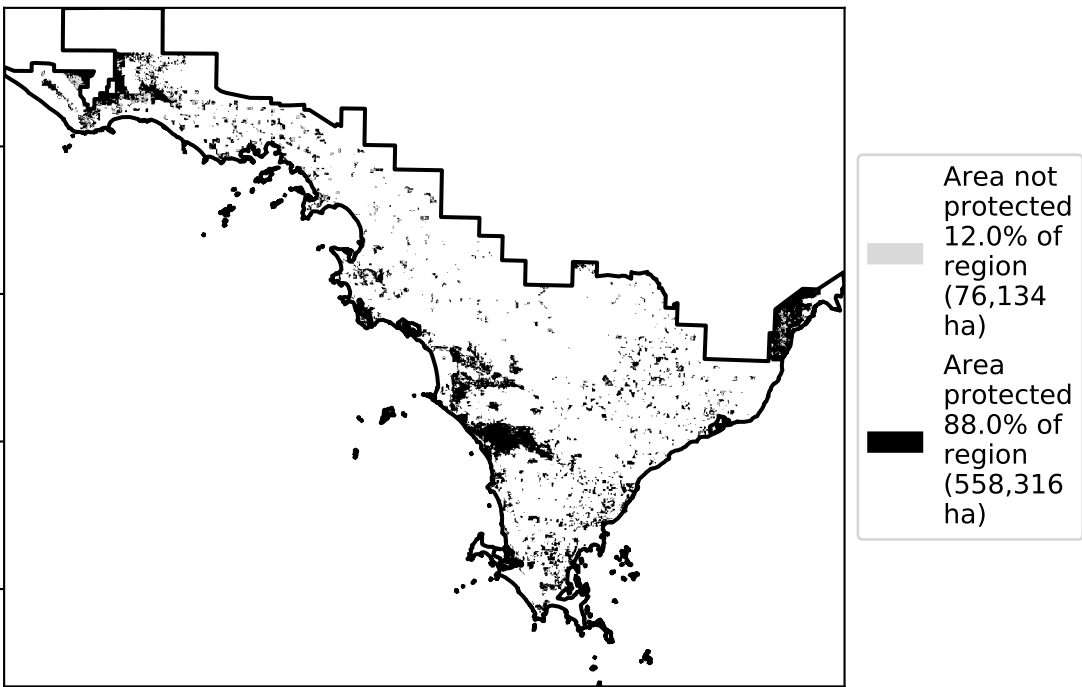 Area not
protected
12.0% of
region
(76,134
ha)
Area
protected
88.0% of
region
(558,316
ha)